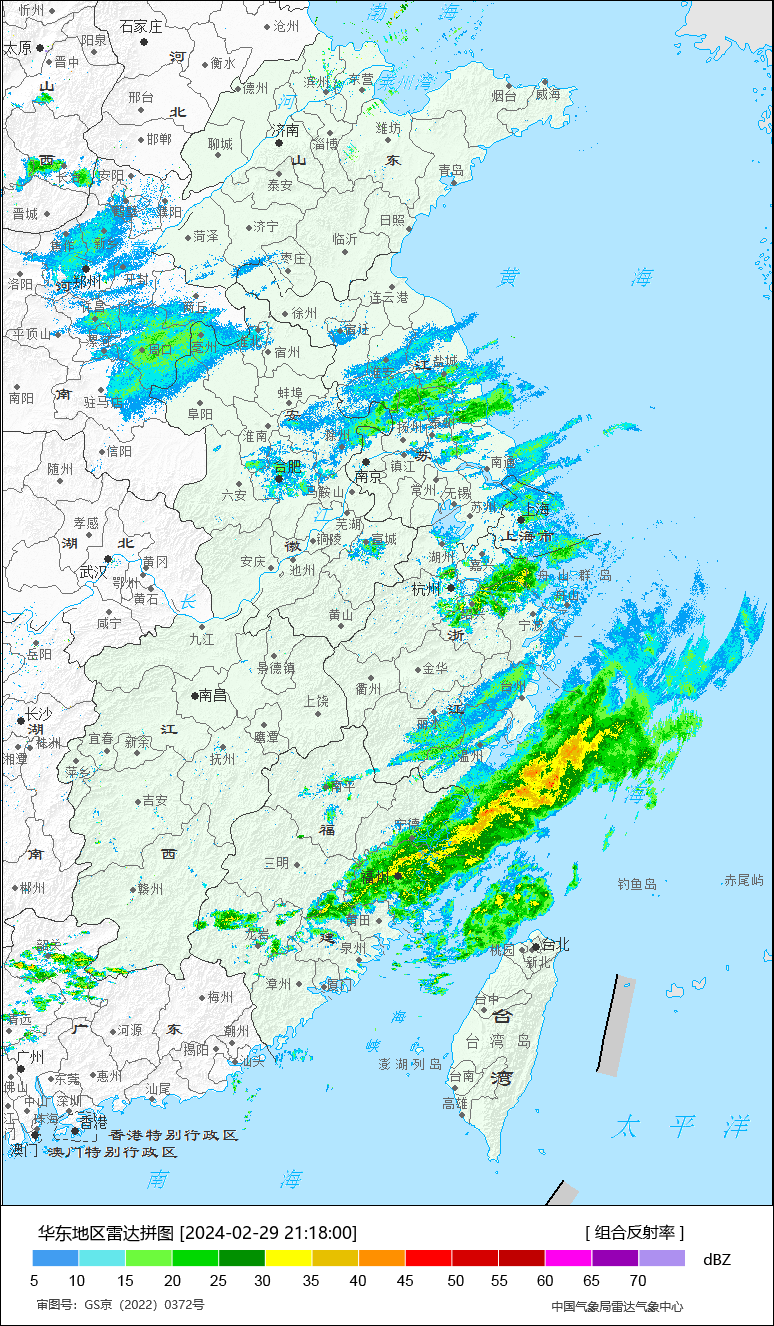 忻州
渤 海
石家庄
沧州
太原
阳泉
河
晋中
衡水
滨州
东营
莱州湾
德州
山
邢台
河
烟台
威海
北
济南
潍坊
邯郸
聊城
淄博
西
山
东
长
安阳
泰安
青岛
晋城
济宁
日照
菏泽
临沂
枣庄
黄 海
洛阳
郑州
开封
连云港
徐州
平顶山
周口
亳州
宿州
江
盐城
南阳
南
驻马店
蚌埠
阜阳
安
扬州
淮南
滁州
信阳
苏
合肥
镇江
南通
随州
南京
六安
马鞍山
常州
无锡
苏州
孝感
芜湖
上海
湖 北
铜陵
宣城
上海市
徽
湖州
武汉
黄冈
安庆
池州
鄂州
杭州
舟山群岛
黄石
长
咸宁
黄山
宁波
九江
浙
岳阳
景德镇
金华
衢州
台州
南昌
上饶
长沙
江
丽水
江
湖
株洲
宜春
新余
鹰潭
湘潭
抚州
温州
萍乡
南平
吉安
海
福
宁德
南
西
三明
郴州
赣州
福州
钓鱼岛
赤尾屿
莆田
龙岩
建
韶关
泉州
台北
桃园
新北
漳州
厦门
梅州
台中
清远
广
河源
东
海
台
潮州
峡
台湾岛
揭阳
广州
澎湖列岛
汕头
东莞
惠州
台南
湾
佛山
汕尾
中山
深圳
高雄
江门
珠海
香港
香港特别行政区
太 平 洋
澳门
澳门特别行政区
南 海
华东地区雷达拼图 [2024-02-29 21:18:00]
[ 组合反射率 ]
dBZ
5 10 15 20 25 30 35 40 45 50 55 60 65 70
审图号：GS京（2022）0372号
中国气象局雷达气象中心